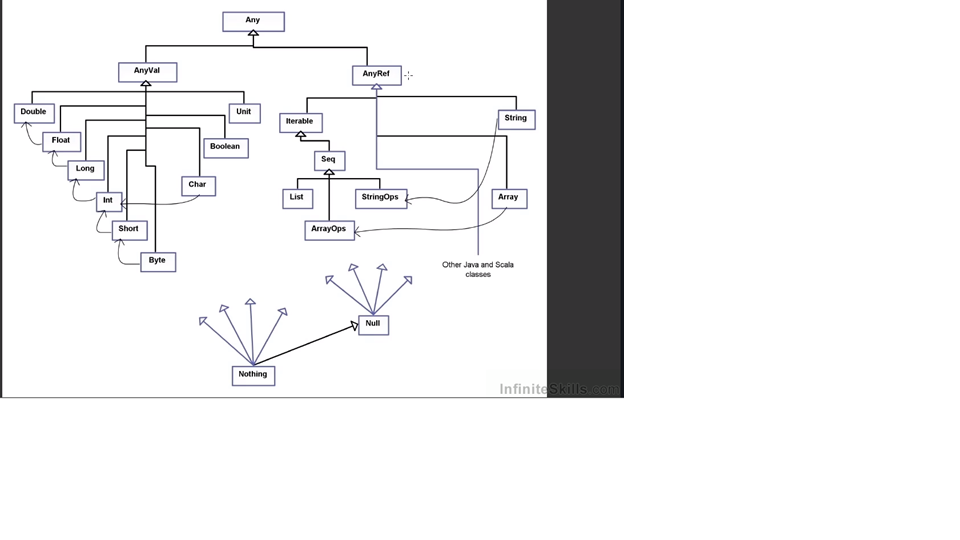 Any
AnyVal
AnyRef
Double
Unit
Iterable
String
Float
Boolean
Seq
Long
Char
List
StringOps
Array
Int
Short
ArrayOps
Byte
Other Java and Scala
classes
Null
Nothing
InfiniteSkills.com